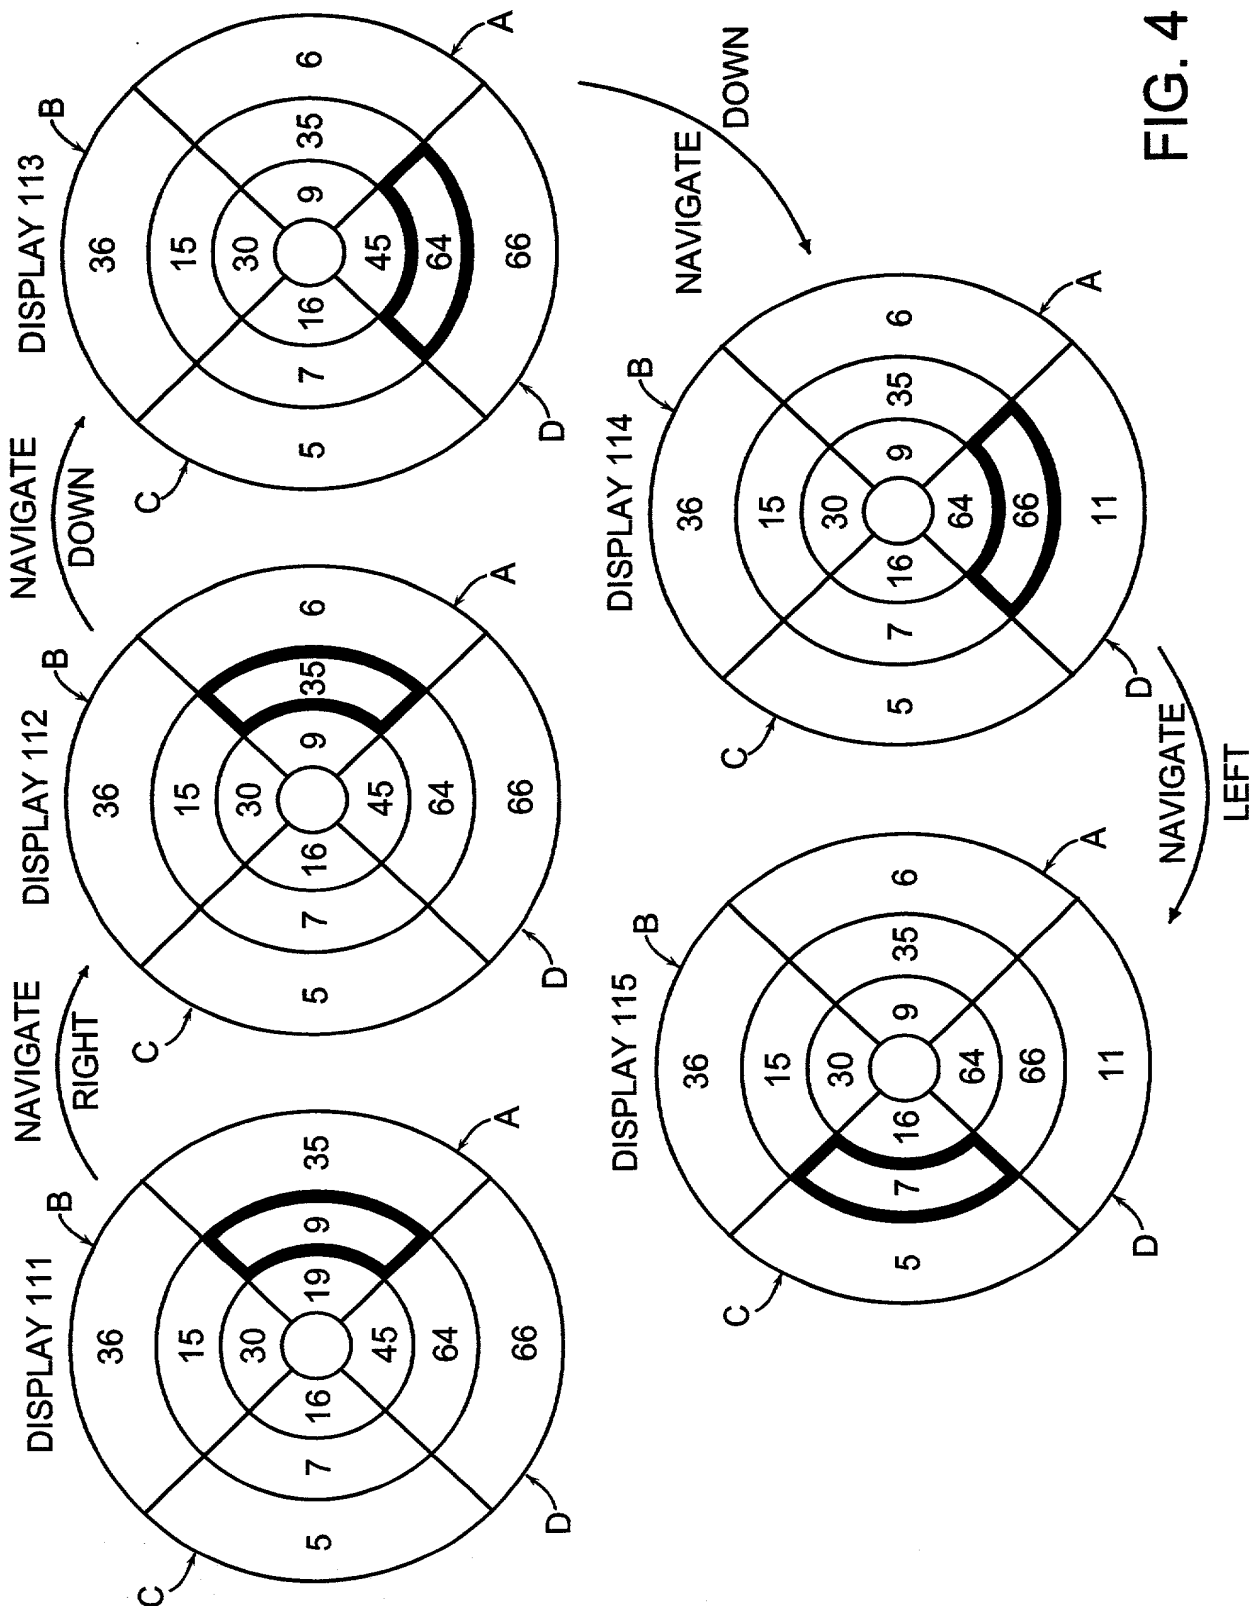 NAVIGATE
RIGHT
NAVIGATE
DOWN
DISPLAY 111
B
C
36
15
30
5 7 16 19 9 35
45
64
66
D
A
DISPLAY 112
B
C
36
15
30
5 7 16 9 35 6
45
64
66
D
A
DISPLAY 113
B
C
36
15
30
5 7 16 9 35 6
45
64
66
D
A
NAVIGATE
DOWN
DISPLAY 114
B
C
36
15
30
5 7 16 9 35 6
64
66
11
D
A
NAVIGATE
LEFT
DISPLAY 115
B
C
36
15
30
5 7 16 9 35 6
64
66
11
D
A
FIG. 4